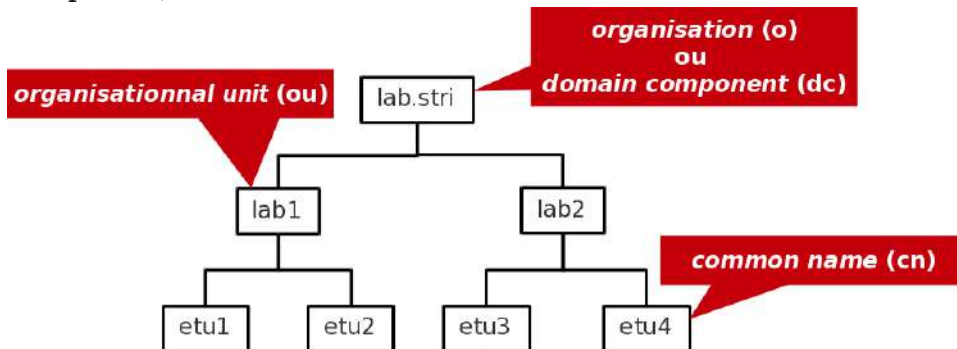 organisation (o)
ou
domain component (dc)
organisationnal unit (ou)
lab.stri
lab1
lab2
common name (cn)
etu1
etu2
etu3
etu4